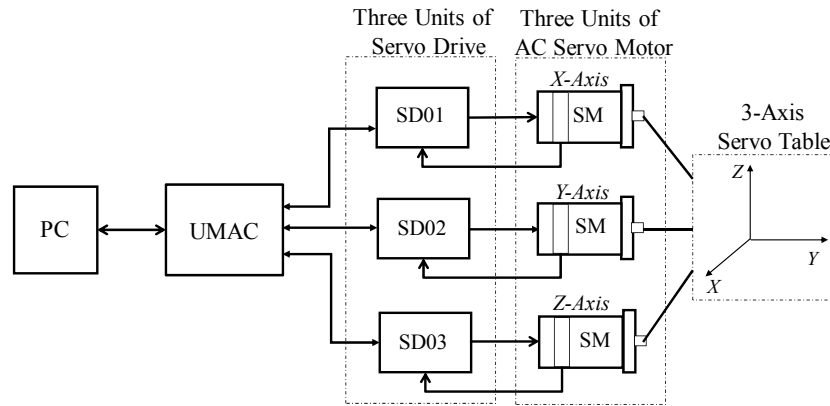 Three Units of
Servo Drive
Three Units of
AC Servo Motor
X-Axis
SD01
SM
3-Axis
Servo Table
PC
UMAC
Y-Axis
SD02
SM
Z
Y
X
Z-Axis
SD03
SM